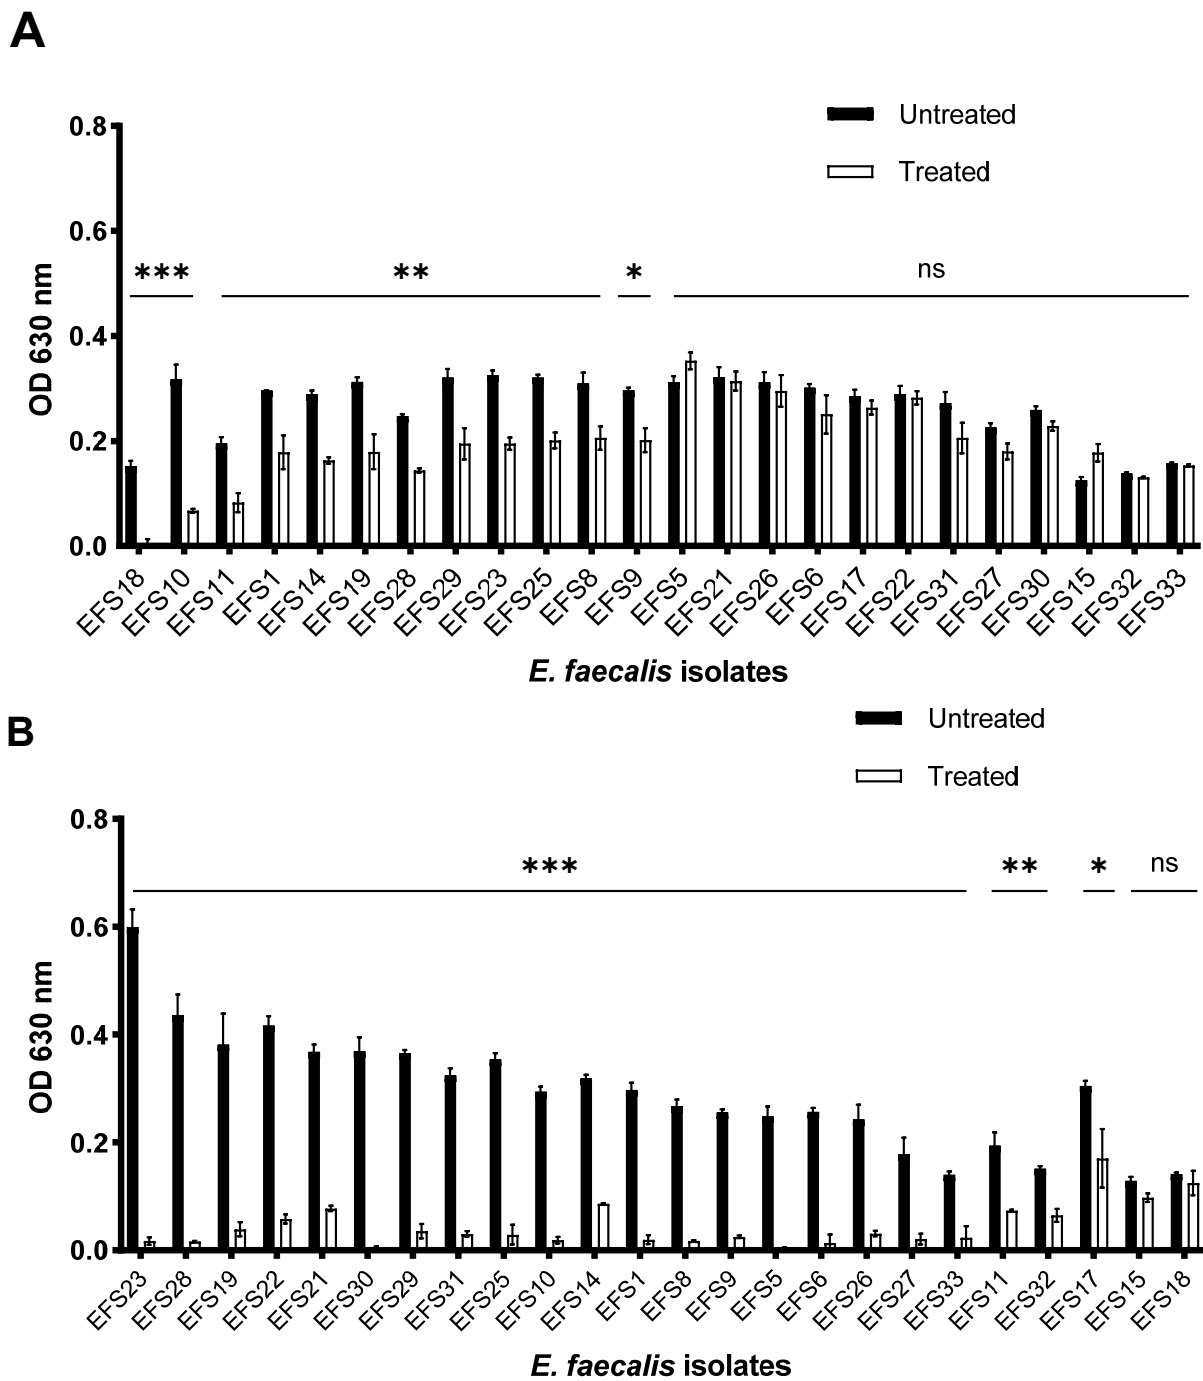 A
Untreated
Treated
0.8
0.6
0.4
0.2
0.0
OD 630 nm
*** ** * ns
EFS18 EFS10 EFS11 EFS1 EFS14 EFS19 EFS28 EFS29 EFS23 EFS25 EFS8 EFS9 EFS5 EFS21 EFS26 EFS6 EFS17 EFS22 EFS31 EFS27 EFS30 EFS15 EFS32 EFS33
E. faecalis isolates
B
Untreated
Treated
0.8
0.6
0.4
0.2
0.0
OD 630 nm
*** ** * ns
EFS23 EFS28 EFS19 EFS22 EFS21 EFS30 EFS29 EFS31 EFS25 EFS10 EFS14 EFS1 EFS8 EFS9 EFS5 EFS6 EFS26 EFS27 EFS33 EFS11 EFS32 EFS17 EFS15 EFS18
E. faecalis isolates